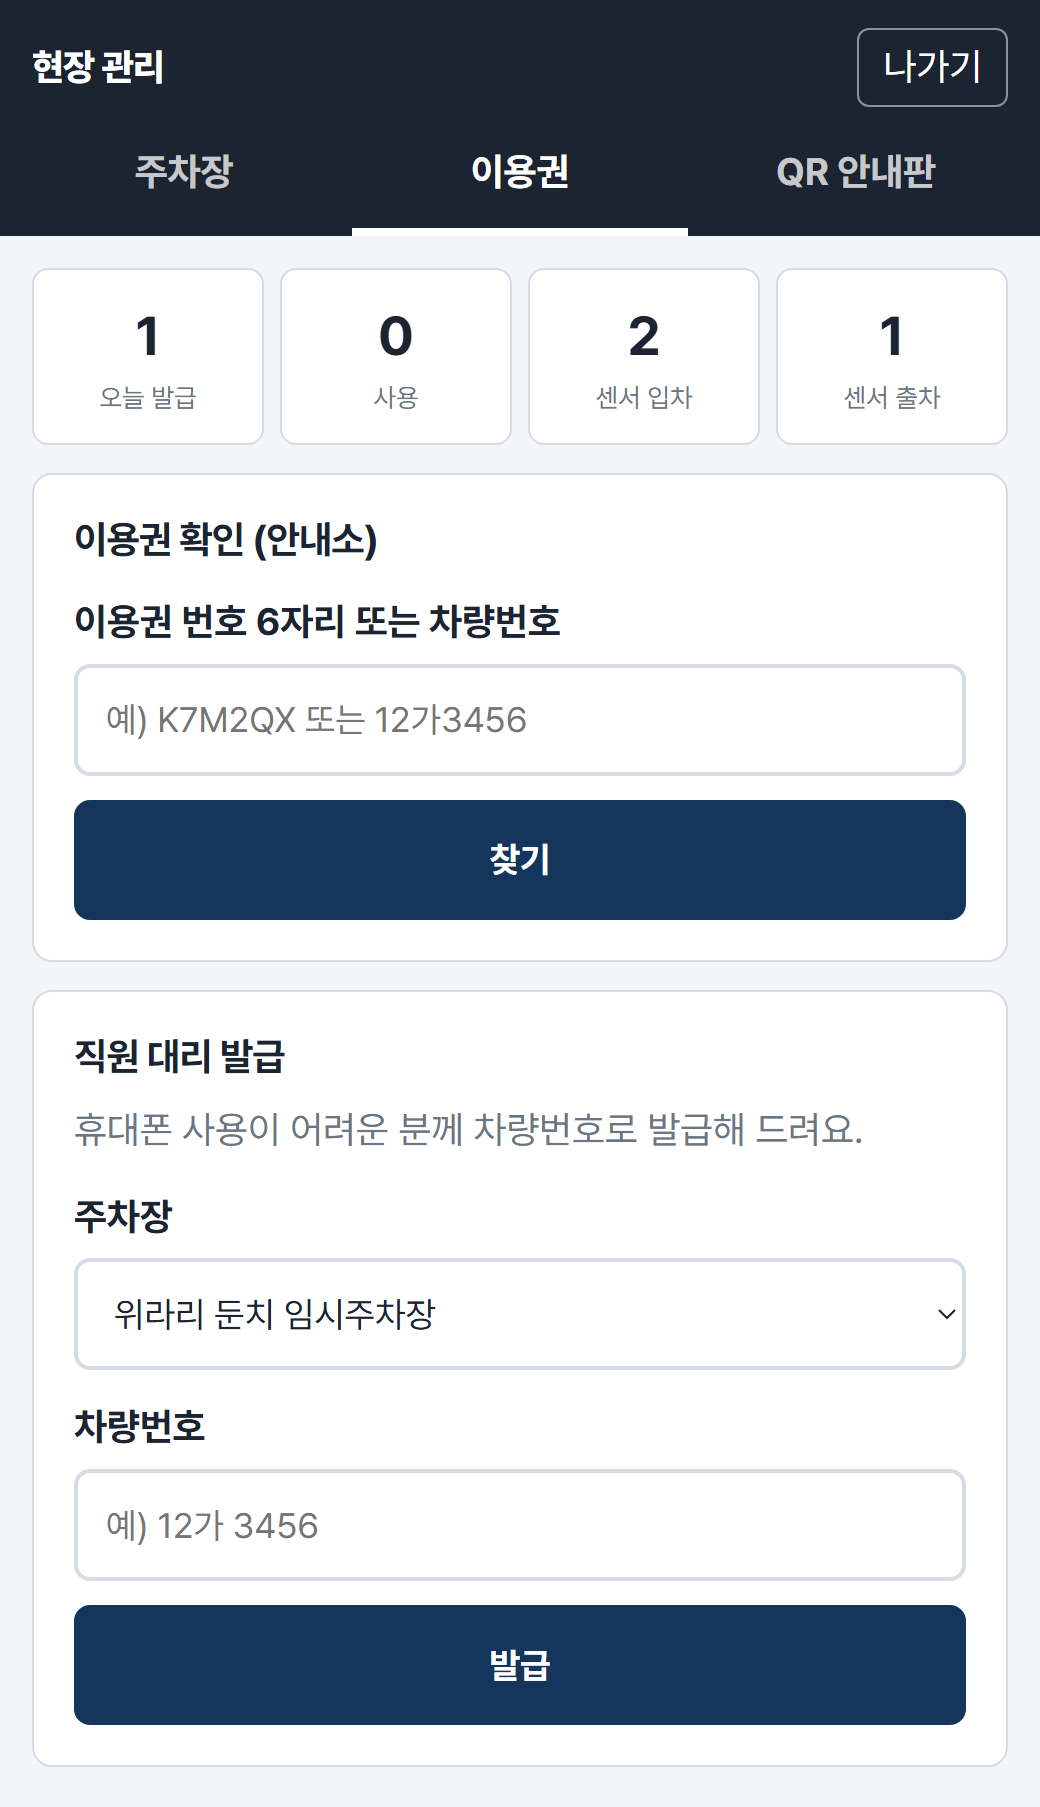 현장 관리
나가기
주차장
이용권
QR 안내판
1
오늘 발급
0
사용
2
센서 입차
1
센서 출차
이용권 확인 (안내소)
이용권 번호 6자리 또는 차량번호
예) K7M2QX 또는 12가3456
찾기
직원 대리 발급
휴대폰 사용이 어려운 분께 차량번호로 발급해 드려요.
주차장
위라리 둔치 임시주차장
차량번호
예) 12가 3456
발급